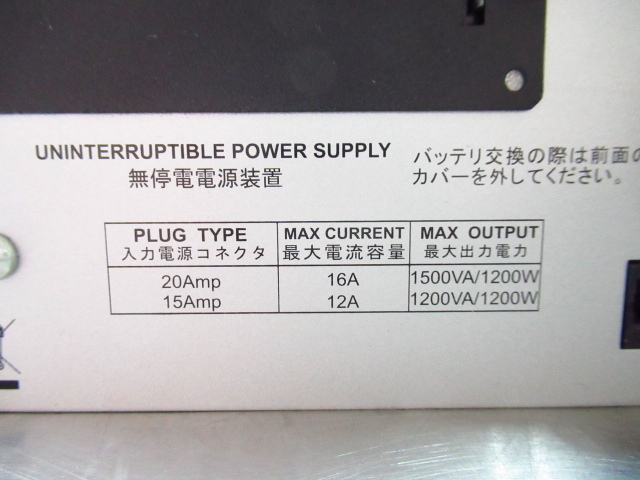 UNINTERRUPTIBLE POWER SUPPLY
無停電電源装置
バッテリ交換の際は前面の
カバーを外してください。
PLUG TYPE MAX CURRENT MAX OUTPUT
入力電源コネクタ 最大電流容量 最大出力電力
20Amp 16A 1500VA/1200W
15Amp 12A 1200VA/1200W